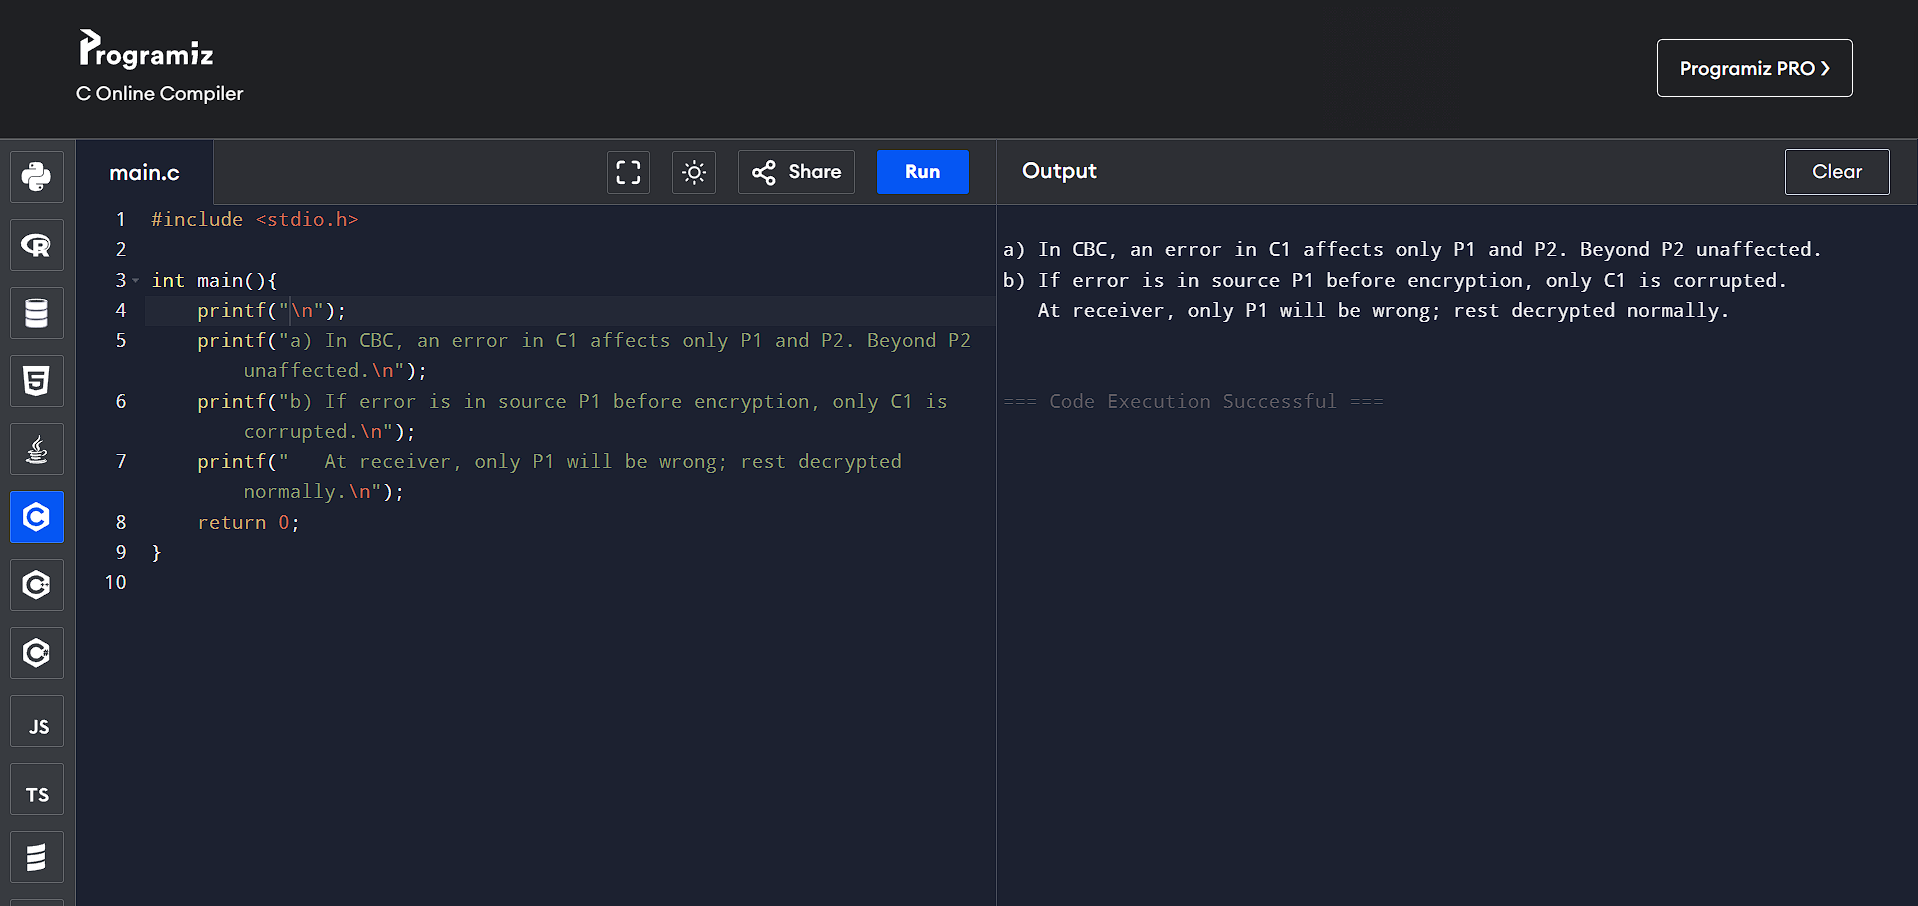 Programiz
C Online Compiler
Programiz PRO ❯
main.c
Share
Run
Output
Clear
1 #include <stdio.h>
2
3 int main(){
4     printf("\n");
5     printf("a) In CBC, an error in C1 affects only P1 and P2. Beyond P2
        unaffected.\n");
6     printf("b) If error is in source P1 before encryption, only C1 is
        corrupted.\n");
7     printf("   At receiver, only P1 will be wrong; rest decrypted
        normally.\n");
8     return 0;
9 }
10
a) In CBC, an error in C1 affects only P1 and P2. Beyond P2 unaffected.
b) If error is in source P1 before encryption, only C1 is corrupted.
   At receiver, only P1 will be wrong; rest decrypted normally.
=== Code Execution Successful ===
R
5
C
C++
C#
JS
TS